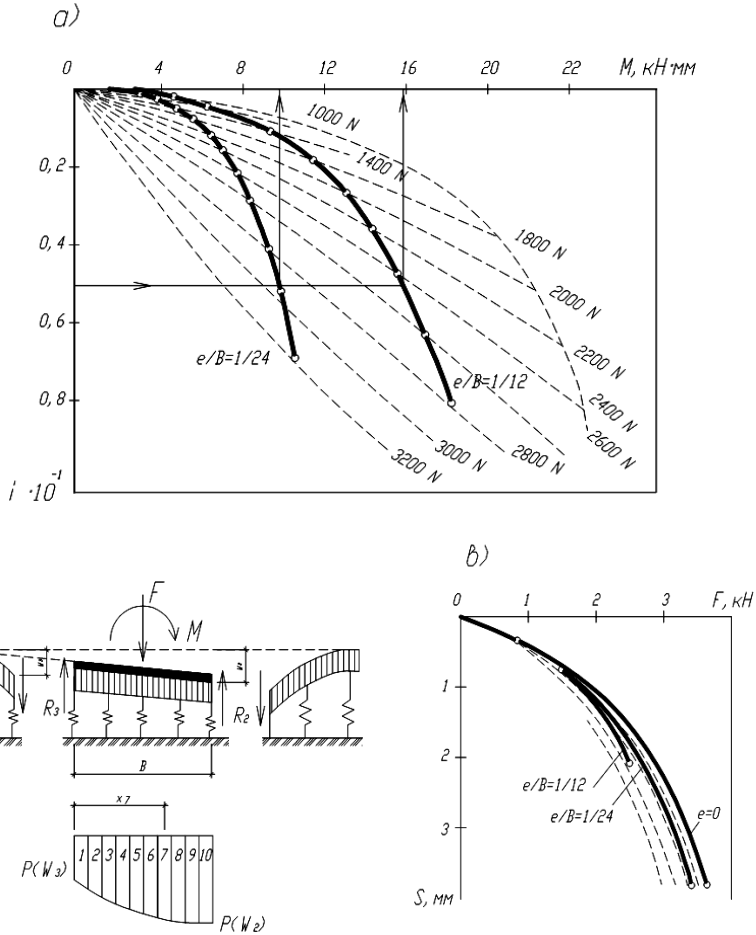 а)
0 4 8 12 16 20 22 M, кН·мм
1000 N
1400 N
0,2
1800 N
0,4
2000 N
0,6
2200 N
e/B=1/24
e/B=1/12
0,8
2400 N
2600 N
2800 N
3000 N
3200 N
i ·10⁻¹
в)
F
M
R₃
R₂
B
x₇
1 2 3 4 5 6 7 8 9 10
P(W₃)
P(W₂)
0 1 2 3 F, кН
1
2
e/B=1/12
e/B=1/24
e=0
3
S, мм